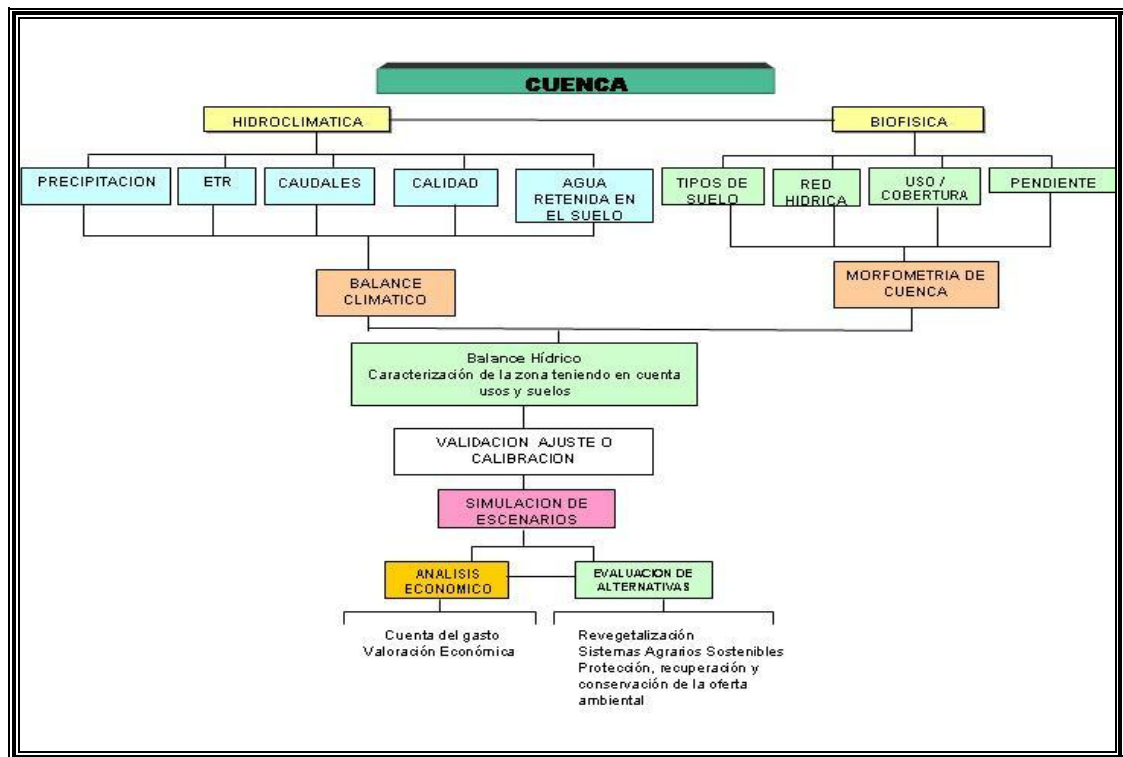 CUENCA
HIDROCLIMATICA
BIOFISICA
PRECIPITACION
ETR
CAUDALES
CALIDAD
AGUA
RETENIDA EN
EL SUELO
TIPOS DE
SUELO
RED
HIDRICA
USO /
COBERTURA
PENDIENTE
BALANCE
CLIMATICO
MORFOMETRIA DE
CUENCA
Balance Hídrico
Caracterización de la zona teniendo en cuenta
usos y suelos
VALIDACION AJUSTE O
CALIBRACION
SIMULACION DE
ESCENARIOS
ANALISIS
ECONOMICO
EVALUACION DE
ALTERNATIVAS
Cuenta del gasto
Valoración Económica
Revegetalización
Sistemas Agrarios Sostenibles
Protección, recuperación y
conservación de la oferta
ambiental